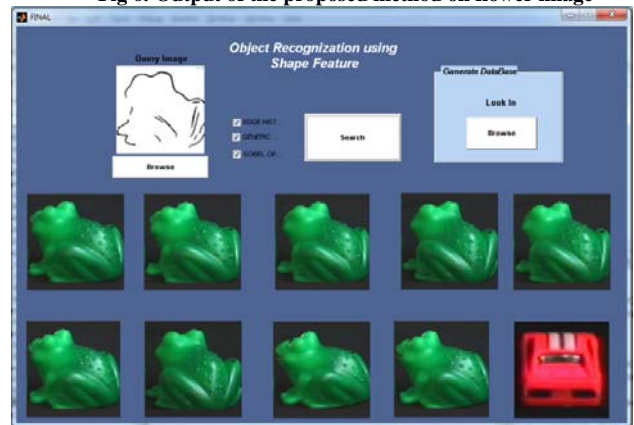 Fig 6: Output of the proposed method on flower image
FINAL
Object Recognization using
Shape Feature
Query Image
Browse
EDGE HIST...
GENETIC ...
SOBEL OP...
Search
Generate DataBase
Look In
Browse